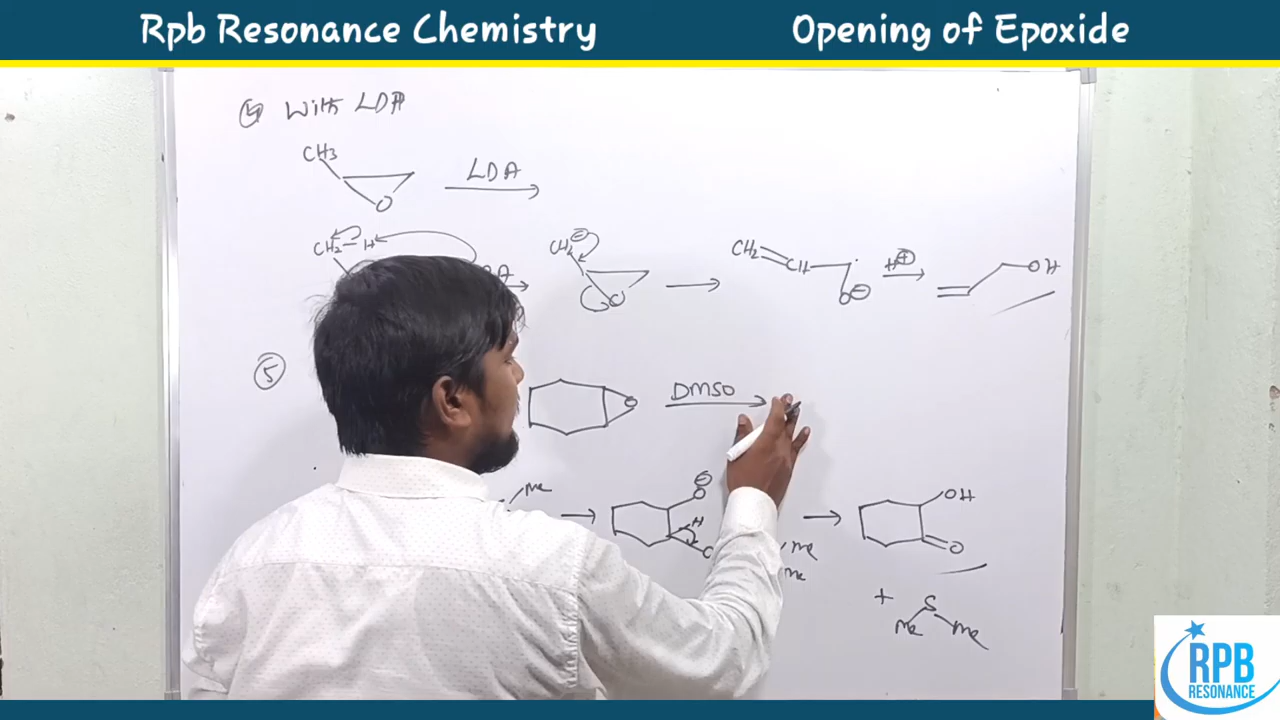 Rpb Resonance Chemistry
Opening of Epoxide
④ With LDA
CH3
O
LDA
CH2 – H
A
CH2 ⊖
O
CH2 = CH
O⊖
H⊕
OH
⑤
O
DMSO
Me
O⊖
H
Me
Me
OH
O
+
S
Me Me
RPB
RESONANCE